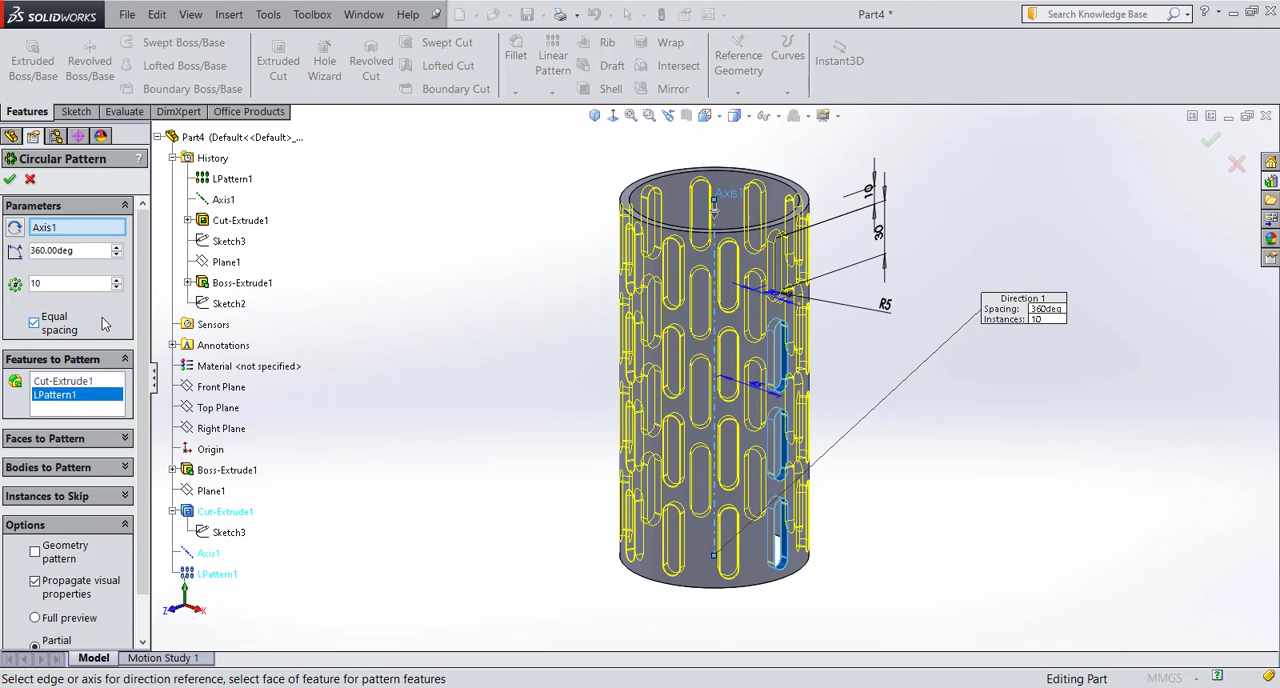 SOLIDWORKS File Edit View Insert Tools Toolbox Window Help Part4 * Search Knowledge Base ?
Extruded Boss/Base
Revolved Boss/Base
Swept Boss/Base
Lofted Boss/Base
Boundary Boss/Base
Extruded Cut
Hole Wizard
Revolved Cut
Swept Cut
Lofted Cut
Boundary Cut
Fillet
Linear Pattern
Rib
Draft
Shell
Wrap
Intersect
Mirror
Reference Geometry
Curves
Instant3D
Features Sketch Evaluate DimXpert Office Products
Circular Pattern ?
Parameters
Axis1
360.00deg
10
Equal spacing
Features to Pattern
Cut-Extrude1
LPattern1
Faces to Pattern
Bodies to Pattern
Instances to Skip
Options
Geometry pattern
Propagate visual properties
Full preview
Partial
Part4 (Default<<Default>_...
History
LPattern1
Axis1
Cut-Extrude1
Sketch3
Plane1
Boss-Extrude1
Sketch2
Sensors
Annotations
Material <not specified>
Front Plane
Top Plane
Right Plane
Origin
Boss-Extrude1
Plane1
Cut-Extrude1
Sketch3
Axis1
LPattern1
Z X
Axis1
10
30
R5
Direction 1
Spacing: 360deg
Instances: 10
Model Motion Study 1
Select edge or axis for direction reference, select face of feature for pattern features Editing Part MMGS - ?